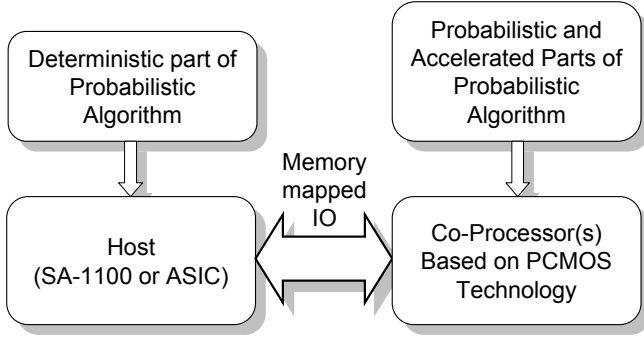 Deterministic part of
Probabilistic
Algorithm
Probabilistic and
Accelerated Parts of
Probabilistic
Algorithm
Memory
mapped
IO
Host
(SA-1100 or ASIC)
Co-Processor(s)
Based on PCMOS
Technology